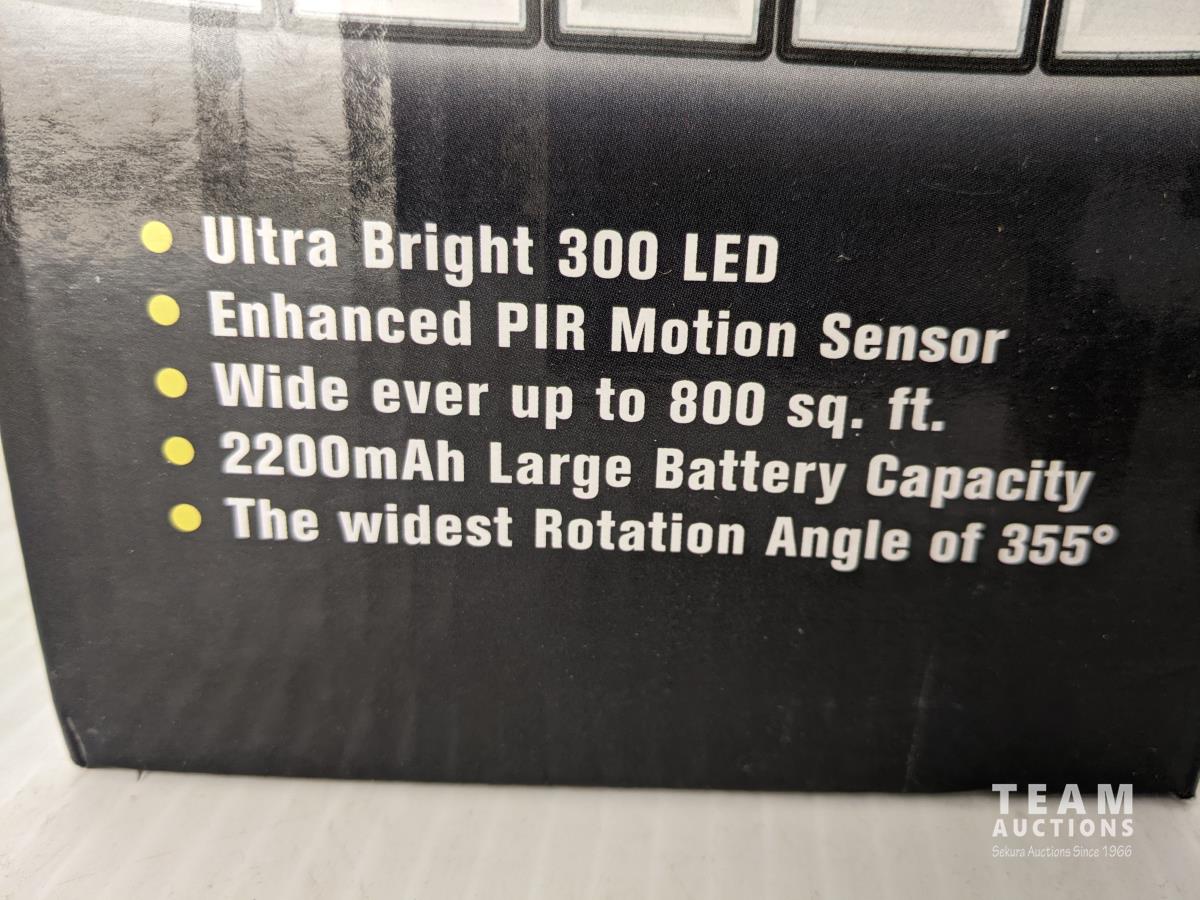 Ultra Bright 300 LED
Enhanced PIR Motion Sensor
Wide ever up to 800 sq. ft.
2200mAh Large Battery Capacity
The widest Rotation Angle of 355°
TEAM
AUCTIONS
Sekura Auctions Since 1966